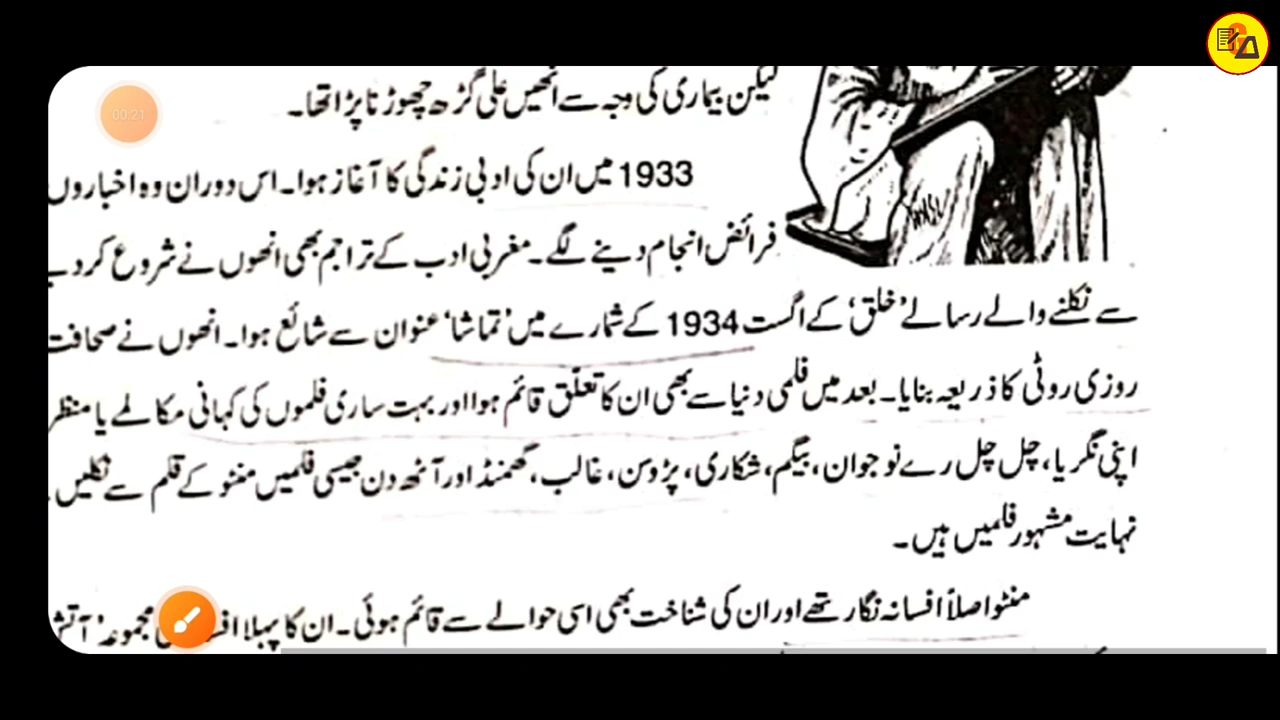 لیکن بیماری کی وجہ سے انھیں علی گڑھ چھوڑنا پڑا تھا۔
1933 میں ان کی ادبی زندگی کا آغاز ہوا۔ اس دوران وہ اخباروں
فرائض انجام دینے لگے۔ مغربی ادب کے تراجم بھی انھوں نے شروع کر
سے نکلنے والے رسالے ’خلق‘ کے اگست 1934 کے شمارے میں ’تماشا‘ عنوان سے شائع ہوا۔ انھوں نے صحافت
روزی روٹی کا ذریعہ بنایا۔ بعد میں فلمی دنیا سے بھی ان کا تعلّق قائم ہوا اور بہت ساری فلموں کی کہانی مکالمے یا منظر
اپنی نگریا، چل چل رے نوجوان، بیگم، شکاری، پڑوسن، غالب، گھمنڈ اور آٹھ دن جیسی فلمیں منٹو کے قلم سے نکلیں
نہایت مشہور فلمیں ہیں۔
منٹو اصلاً افسانہ نگار تھے اور ان کی شناخت بھی اسی حوالے سے قائم ہوئی۔ ان کا پہلا مجموعہ
00:21